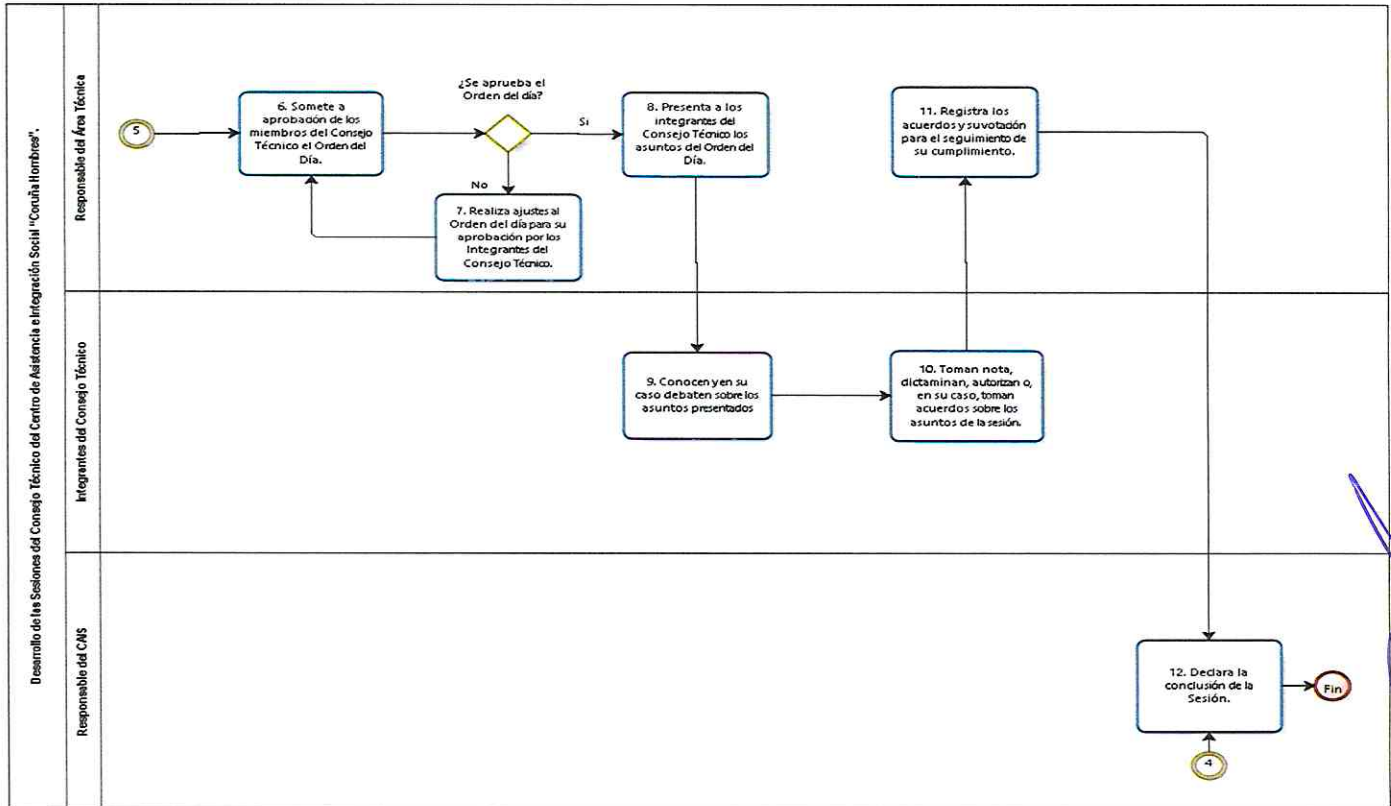 Desarrollo de las Sesiones del Consejo Técnico del Centro de Asistencia e Integración Social "Coruña Hombres".
Responsable del Área Técnica
5
6. Somete a
aprobación de los
miembros del Consejo
Técnico el Orden del
Día.
¿Se aprueba el
Orden del día?
Si
No
7. Realiza ajustes al
Orden del día para su
aprobación por los
Integrantes del
Consejo Técnico.
8. Presenta a los
integrantes del
Consejo Técnico los
asuntos del Orden del
Día.
11. Registra los
acuerdos y su votación
para el seguimiento de
su cumplimiento.
Integrantes del Consejo Técnico
9. Conocen y en su
caso debaten sobre los
asuntos presentados
10. Toman nota,
dictaminan, autorizan o,
en su caso, toman
acuerdos sobre los
asuntos de la sesión.
Responsable del CAIS
12. Declara la
conclusión de la
Sesión.
Fin
4